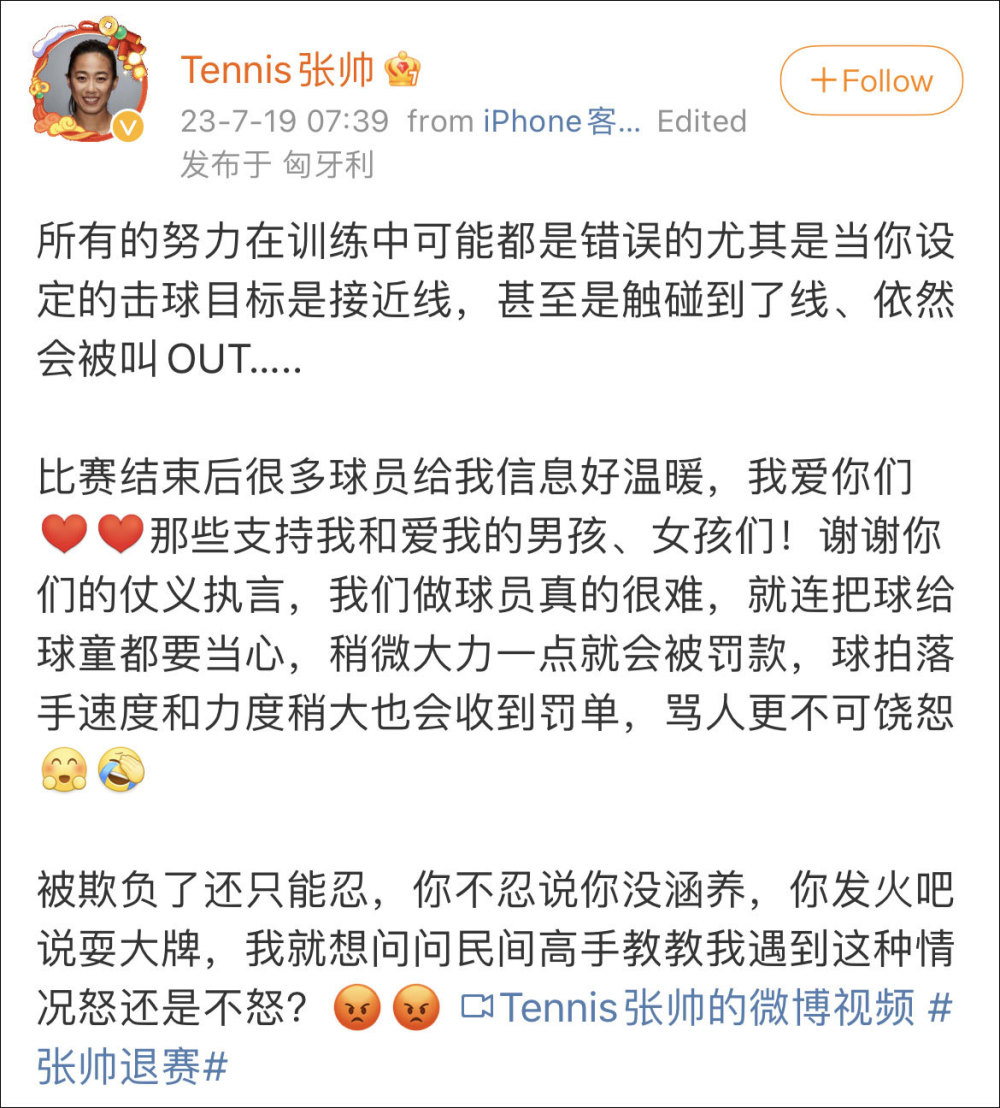 Tennis张帅
+Follow
23-7-19 07:39 from iPhone客... Edited
发布于 匈牙利
所有的努力在训练中可能都是错误的尤其是当你设
定的击球目标是接近线，甚至是触碰到了线、依然
会被叫OUT.....
比赛结束后很多球员给我信息好温暖，我爱你们
❤️❤️那些支持我和爱我的男孩、女孩们！谢谢你
们的仗义执言，我们做球员真的很难，就连把球给
球童都要当心，稍微大力一点就会被罚款，球拍落
手速度和力度稍大也会收到罚单，骂人更不可饶恕
被欺负了还只能忍，你不忍说你没涵养，你发火吧
说耍大牌，我就想问问民间高手教教我遇到这种情
况怒还是不怒？😡😡Tennis张帅的微博视频 #
张帅退赛#